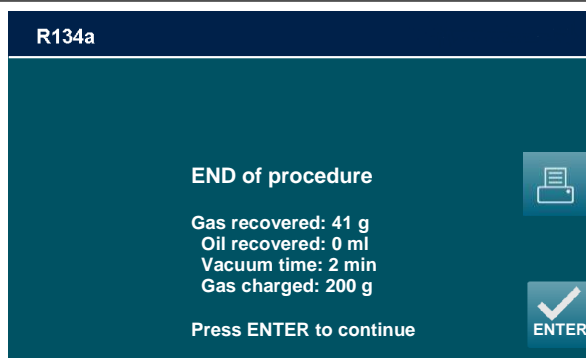 R134a
END of procedure
Gas recovered: 41 g
Oil recovered: 0 ml
Vacuum time: 2 min
Gas charged: 200 g
Press ENTER to continue
ENTER